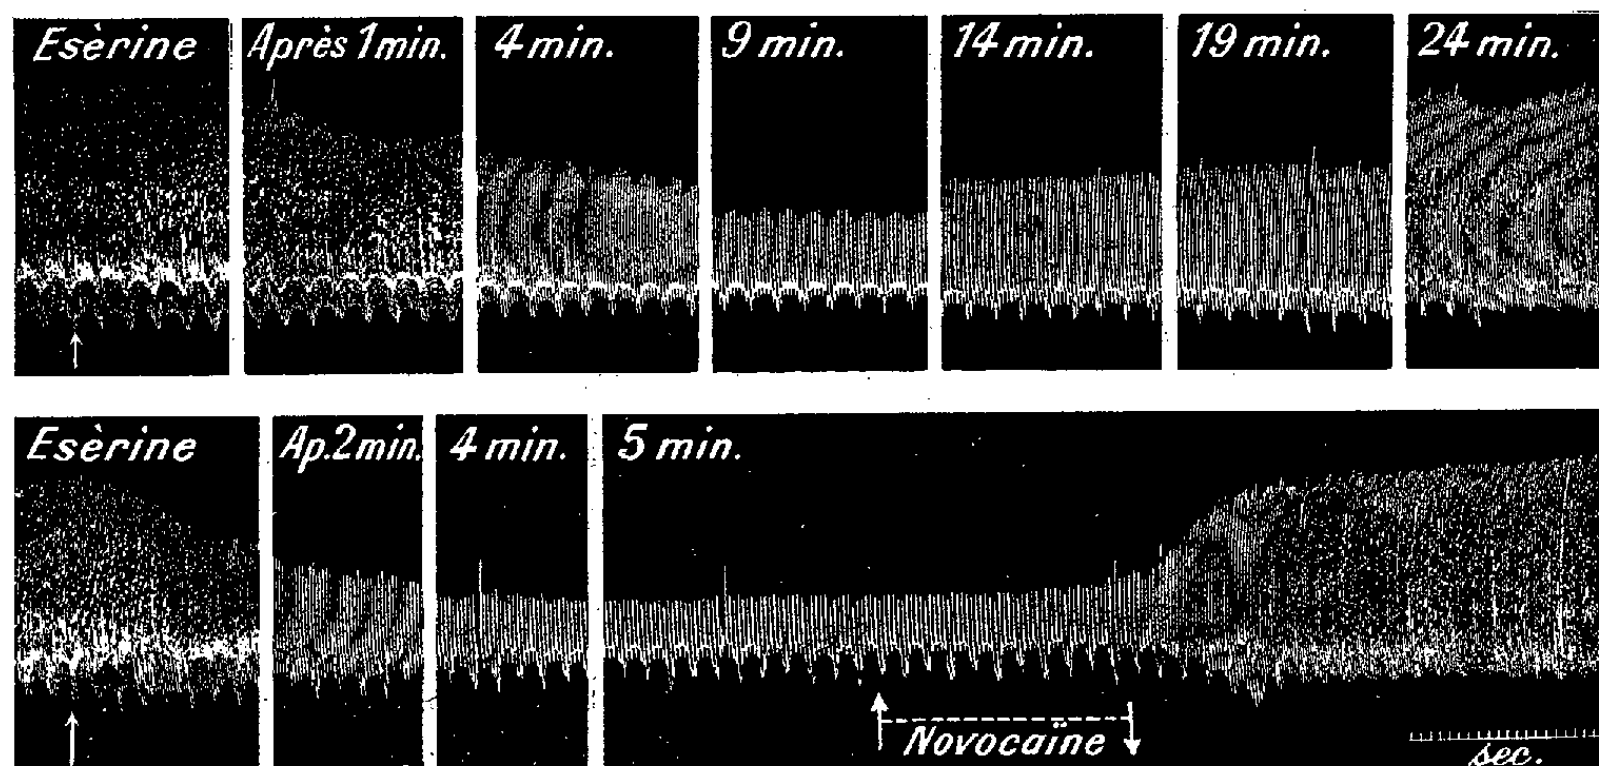 Esèrine
Après 1 min.
4 min.
9 min.
14 min.
19 min.
24 min.
Esèrine
Ap. 2 min.
4 min.
5 min.
Novocaïne
sec.